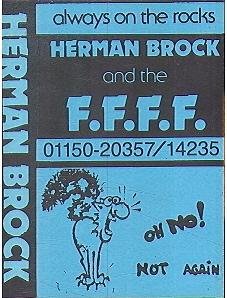 HERMAN BROCK
always on the rocks
HERMAN BROCK
and the
F.F.F.F.
01150-20357/14235
OH NO!
NOT AGAIN